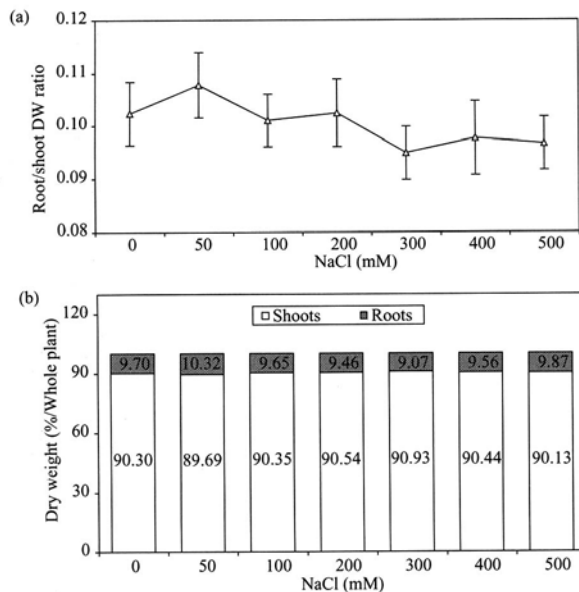 (a)
0.12
0.11
0.10
0.09
0.08
Root/shoot DW ratio
0 50 100 200 300 400 500
NaCl (mM)
(b)
120
90
60
30
0
Dry weight (%/Whole plant)
Shoots Roots
9.70 10.32 9.65 9.46 9.07 9.56 9.87
90.30 89.69 90.35 90.54 90.93 90.44 90.13
0 50 100 200 300 400 500
NaCl (mM)